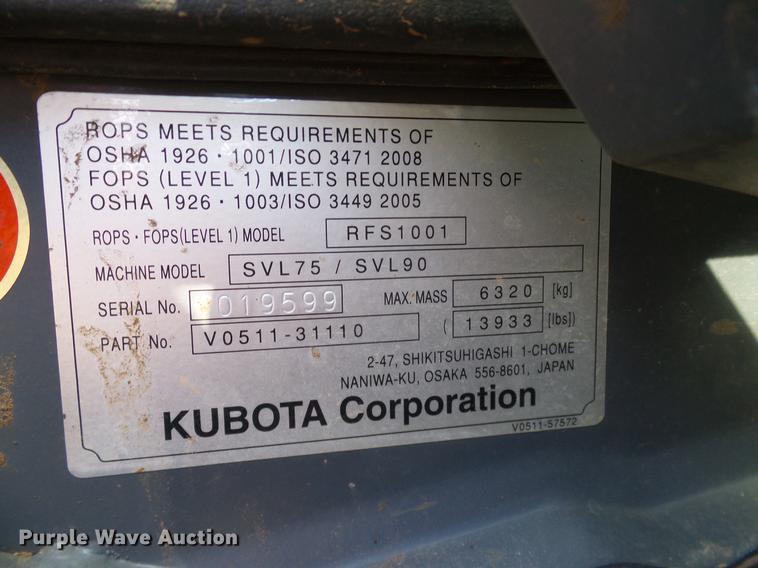 ROPS MEETS REQUIREMENTS OF
OSHA 1926・1001/ISO 3471 2008
FOPS (LEVEL 1) MEETS REQUIREMENTS OF
OSHA 1926・1003/ISO 3449 2005
ROPS・FOPS(LEVEL 1) MODEL RFS1001
MACHINE MODEL SVL75 / SVL90
SERIAL No. 019599 MAX. MASS 6320 [kg]
PART No. V0511-31110 ( 13933 [lbs])
2-47, SHIKITSUHIGASHI 1-CHOME
NANIWA-KU, OSAKA 556-8601, JAPAN
KUBOTA Corporation
V0511-57572
Purple Wave Auction